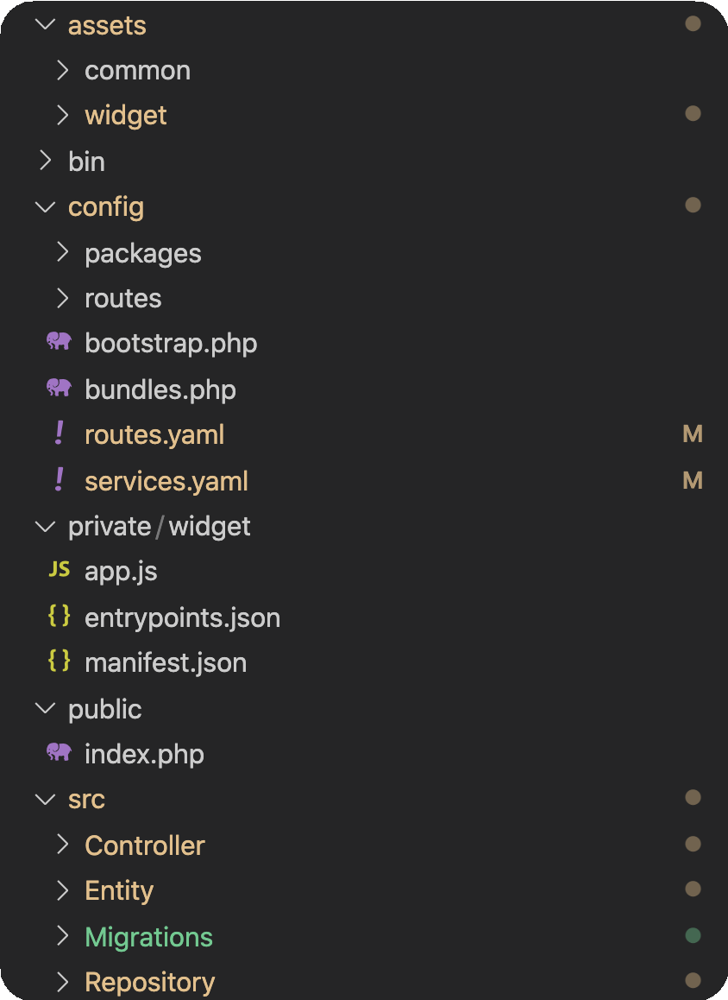 assets
common
widget
bin
config
packages
routes
bootstrap.php
bundles.php
! routes.yaml M
! services.yaml M
private/widget
JS app.js
{} entrypoints.json
{} manifest.json
public
index.php
src
Controller
Entity
Migrations
Repository